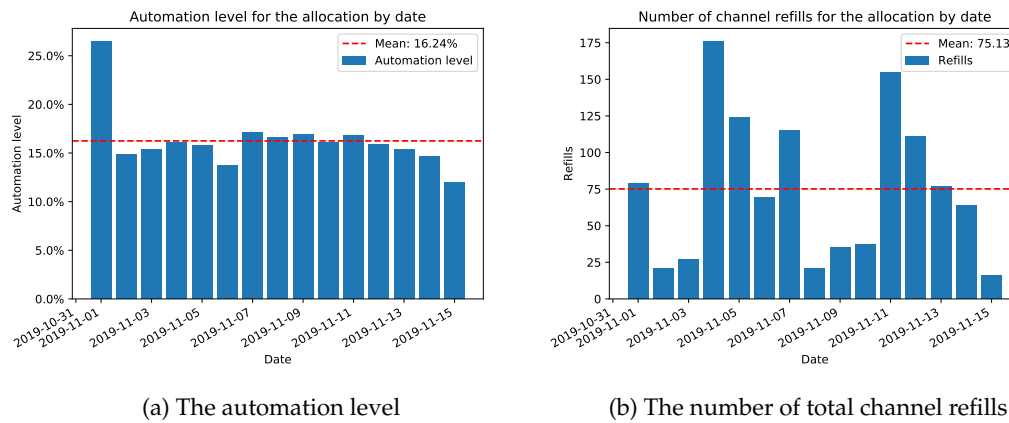 Automation level for the allocation by date
Mean: 16.24%
Automation level
25.0%
20.0%
15.0%
10.0%
5.0%
0.0%
Automation level
2019-10-31
2019-11-01
2019-11-03
2019-11-05
2019-11-07
2019-11-09
2019-11-11
2019-11-13
2019-11-15
Date
(a) The automation level
Number of channel refills for the allocation by date
Mean: 75.13
Refills
175
150
125
100
75
50
25
0
Refills
2019-10-31
2019-11-01
2019-11-03
2019-11-05
2019-11-07
2019-11-09
2019-11-11
2019-11-13
2019-11-15
Date
(b) The number of total channel refills